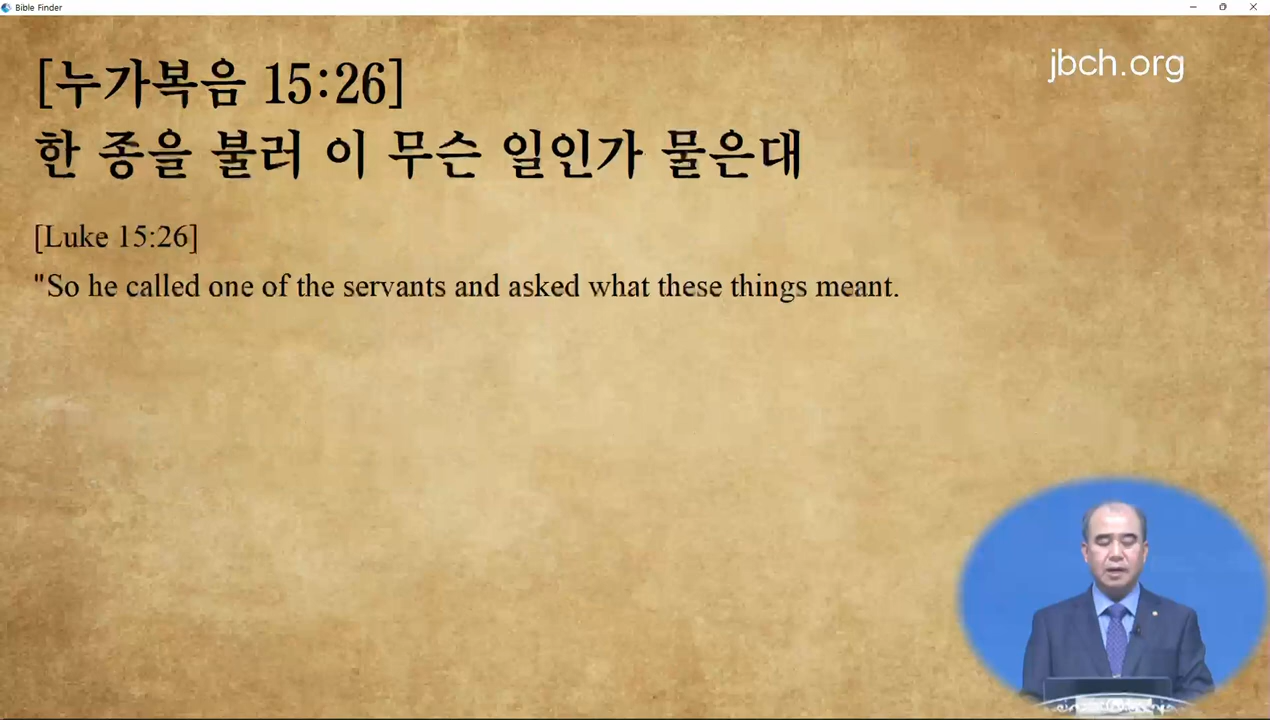 Bible Finder
jbch.org
[누가복음 15:26]
한 종을 불러 이 무슨 일인가 물은대
[Luke 15:26]
"So he called one of the servants and asked what these things meant.